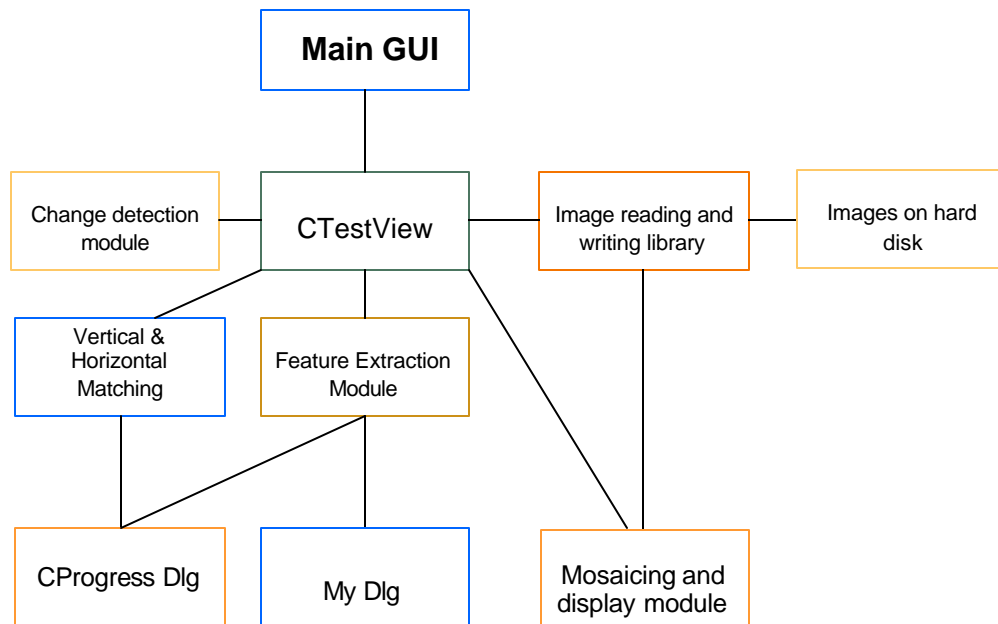 Main GUI
Change detection
module
CTestView
Image reading and
writing library
Images on hard
disk
Vertical &
Horizontal
Matching
Feature Extraction
Module
CProgress Dlg
My Dlg
Mosaicing and
display module